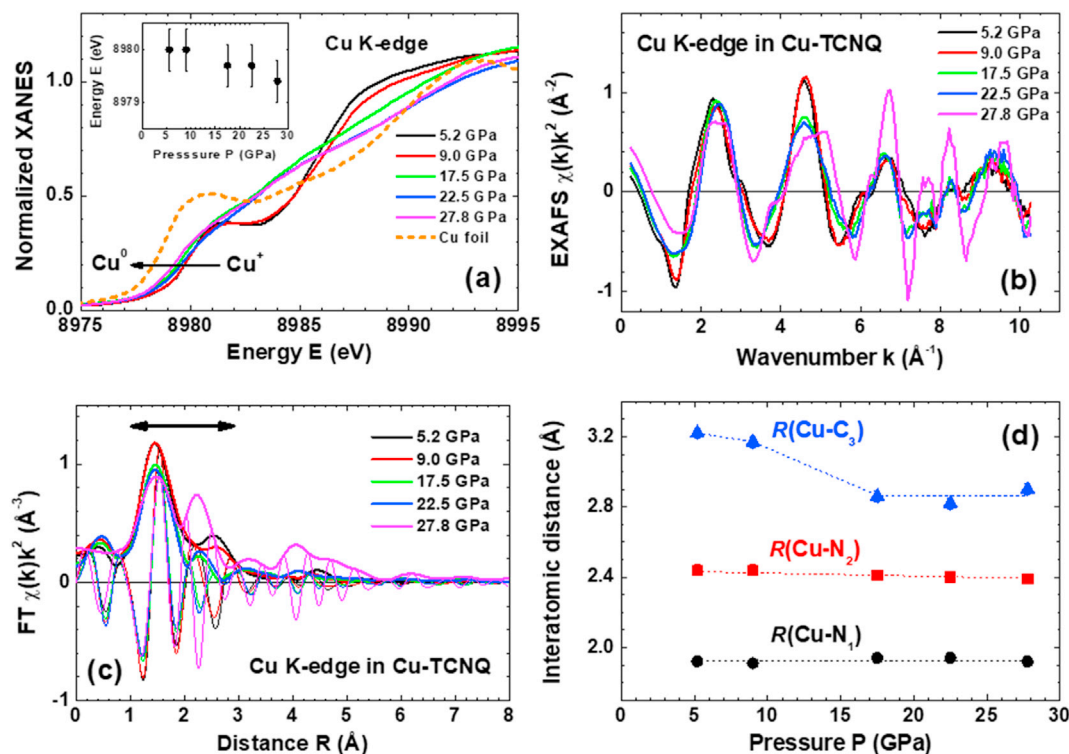 (a)
Cu K-edge
Normalized XANES
1.0
0.5
0.0
8975
8980
8985
8990
8995
Energy E (eV)
Energy E (eV)
8980
8979
0
5
10
15
20
25
30
Presssure P (GPa)
5.2 GPa
9.0 GPa
17.5 GPa
22.5 GPa
27.8 GPa
Cu foil
Cu⁰
Cu⁺
Cu K-edge in Cu-TCNQ
(b)
EXAFS χ(k)k² (Å⁻²)
1
0
-1
0
2
4
6
8
10
Wavenumber k (Å⁻¹)
5.2 GPa
9.0 GPa
17.5 GPa
22.5 GPa
27.8 GPa
(c)
Cu K-edge in Cu-TCNQ
FT χ(k)k² (Å⁻³)
1
0
-1
0
1
2
3
4
5
6
7
8
Distance R (Å)
5.2 GPa
9.0 GPa
17.5 GPa
22.5 GPa
27.8 GPa
(d)
R(Cu-C₃)
R(Cu-N₂)
R(Cu-N₁)
Interatomic distance (Å)
3.2
2.8
2.4
2.0
0
5
10
15
20
25
30
Pressure P (GPa)